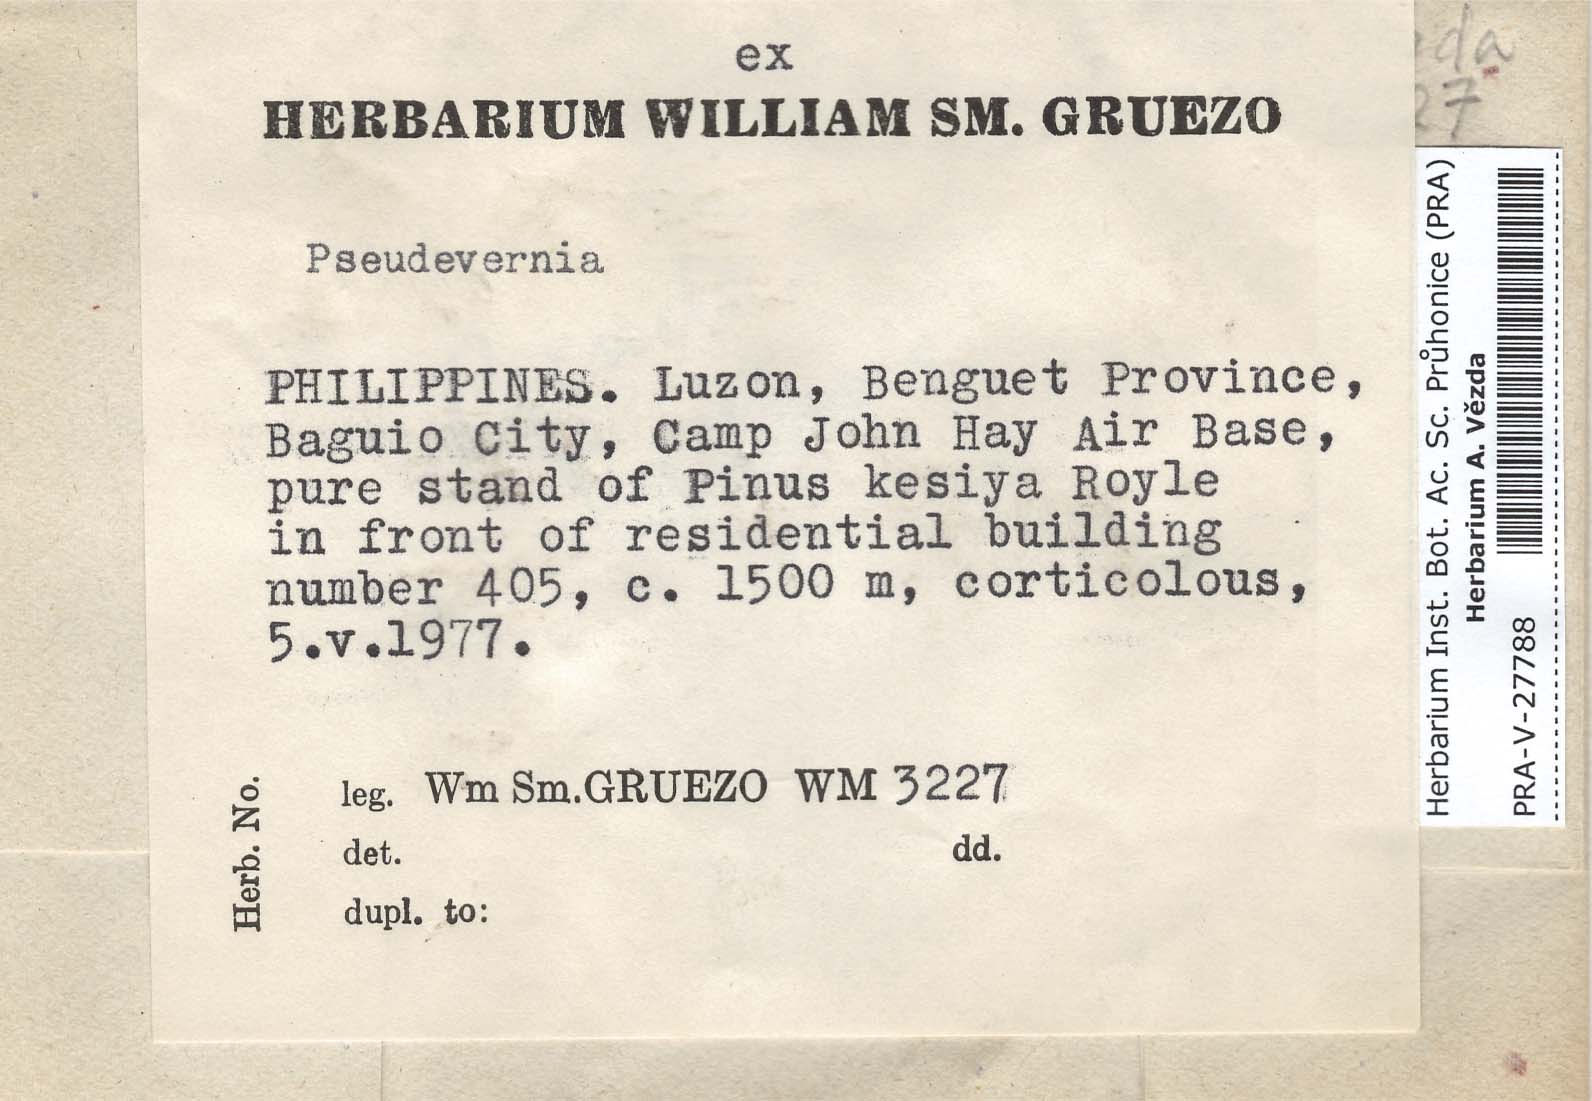 ex
HERBARIUM WILLIAM SM. GRUEZO
Pseudevernia
PHILIPPINES. Luzon, Benguet Province,
Baguio City, Camp John Hay Air Base,
pure stand of Pinus kesiya Royle
in front of residential building
number 405, c. 1500 m, corticolous,
5.v.1977.
Herb. No.
leg. Wm Sm.GRUEZO WM 3227
det.
dd.
dupl. to:
Herbarium Inst. Bot. Ac. Sc. Průhonice (PRA)
Herbarium A. Vězda
PRA-V-27788